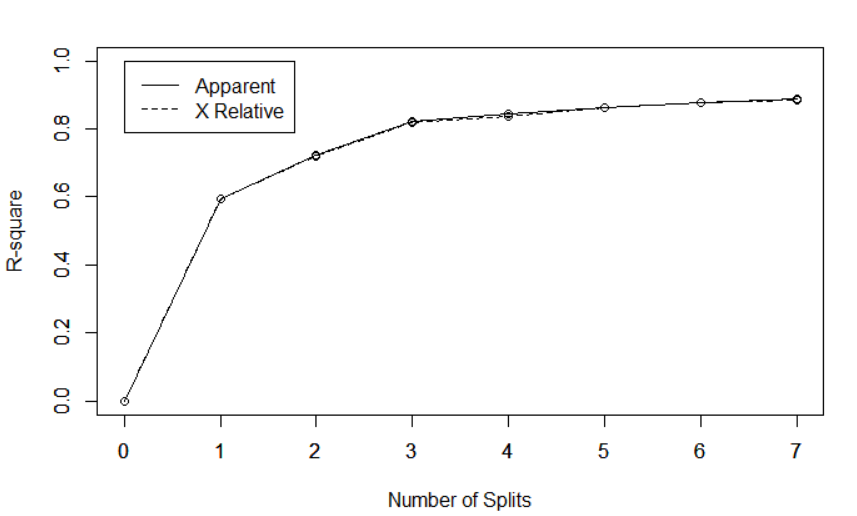 Apparent
X Relative
1.0
0.8
0.6
0.4
0.2
0.0
R-square
0 1 2 3 4 5 6 7
Number of Splits